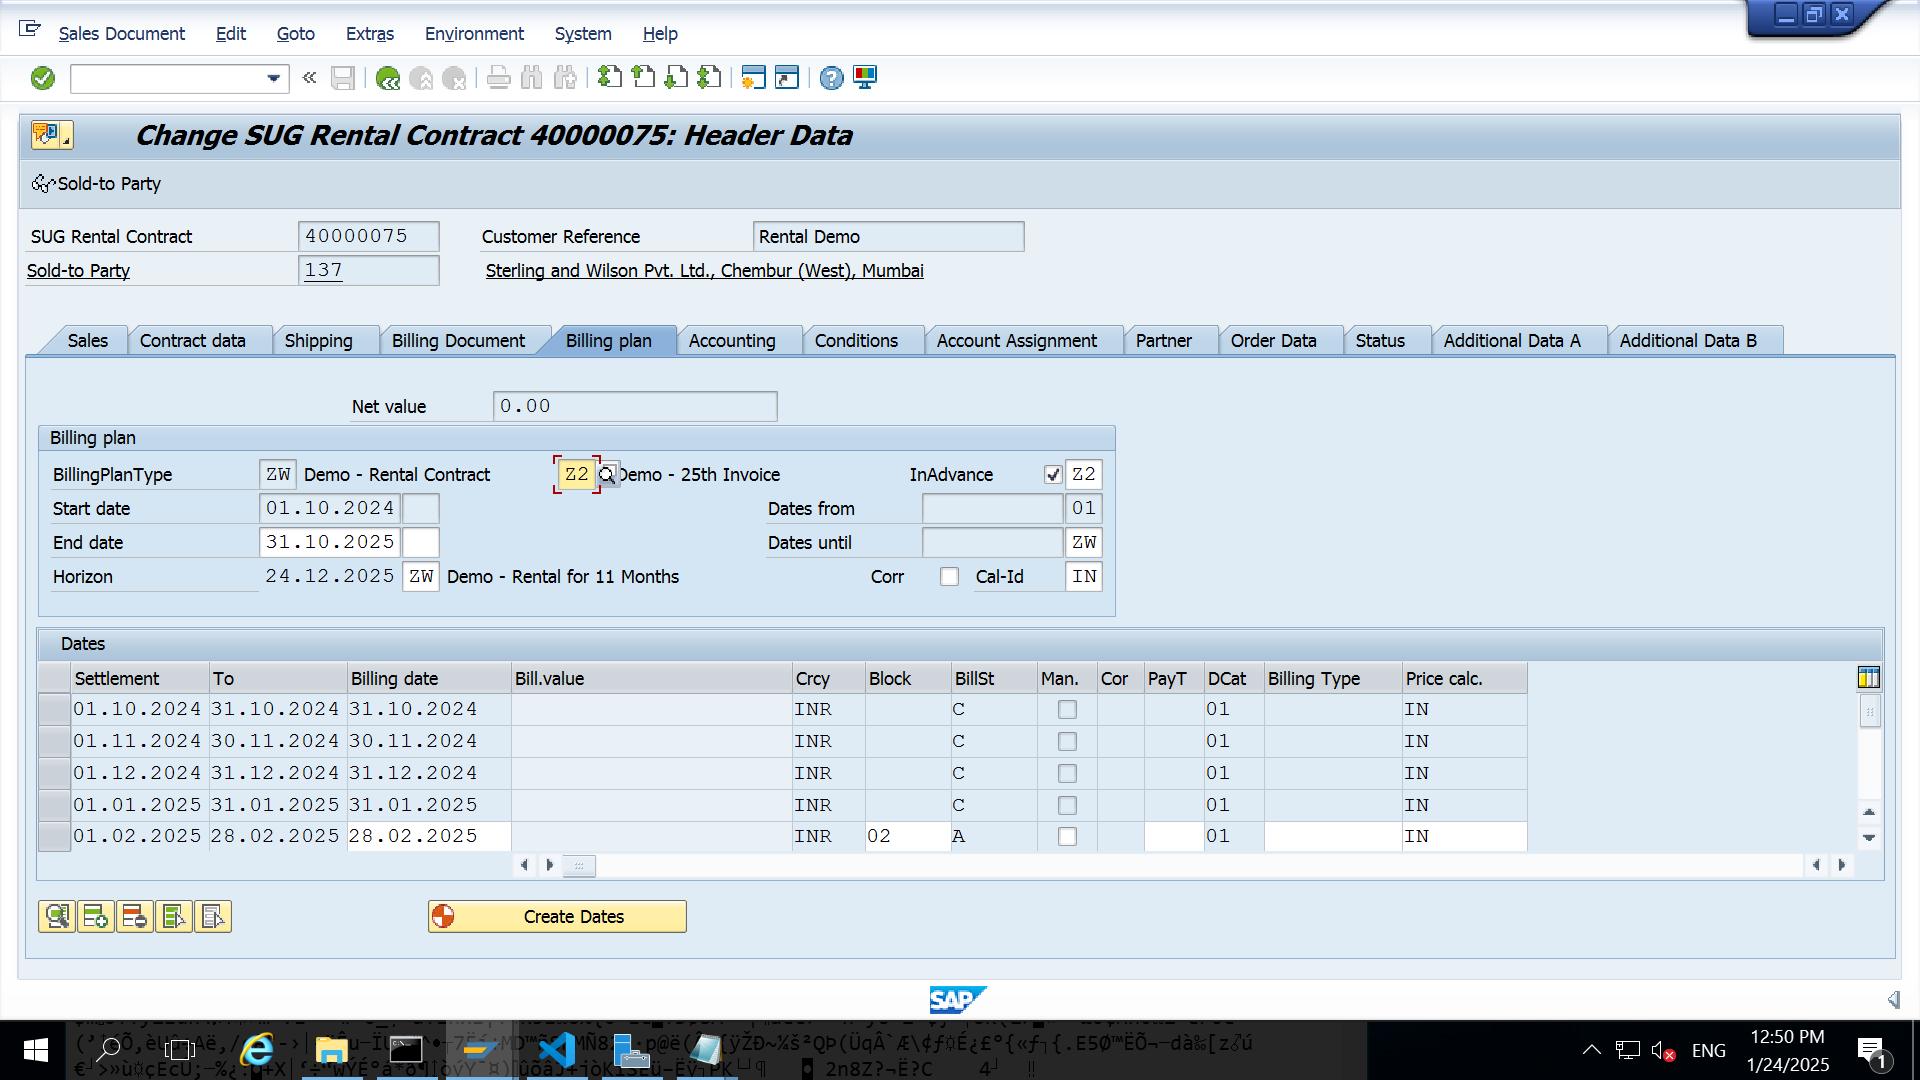 Sales Document Edit Goto Extras Environment System Help
Change SUG Rental Contract 40000075: Header Data
Sold-to Party
SUG Rental Contract 40000075 Customer Reference Rental Demo
Sold-to Party 137 Sterling and Wilson Pvt. Ltd., Chembur (West), Mumbai
Sales Contract data Shipping Billing Document Billing plan Accounting Conditions Account Assignment Partner Order Data Status Additional Data A Additional Data B
Net value 0.00
Billing plan
BillingPlanType ZW Demo - Rental Contract Z2 Demo - 25th Invoice InAdvance Z2
Start date 01.10.2024 Dates from 01
End date 31.10.2025 Dates until ZW
Horizon 24.12.2025 ZW Demo - Rental for 11 Months Corr Cal-Id IN
Dates
Settlement To Billing date Bill.value Crcy Block BillSt Man. Cor PayT DCat Billing Type Price calc.
01.10.2024 31.10.2024 31.10.2024 INR C 01 IN
01.11.2024 30.11.2024 30.11.2024 INR C 01 IN
01.12.2024 31.12.2024 31.12.2024 INR C 01 IN
01.01.2025 31.01.2025 31.01.2025 INR C 01 IN
01.02.2025 28.02.2025 28.02.2025 INR 02 A 01 IN
Create Dates
SAP
ENG
12:50 PM
1/24/2025
1